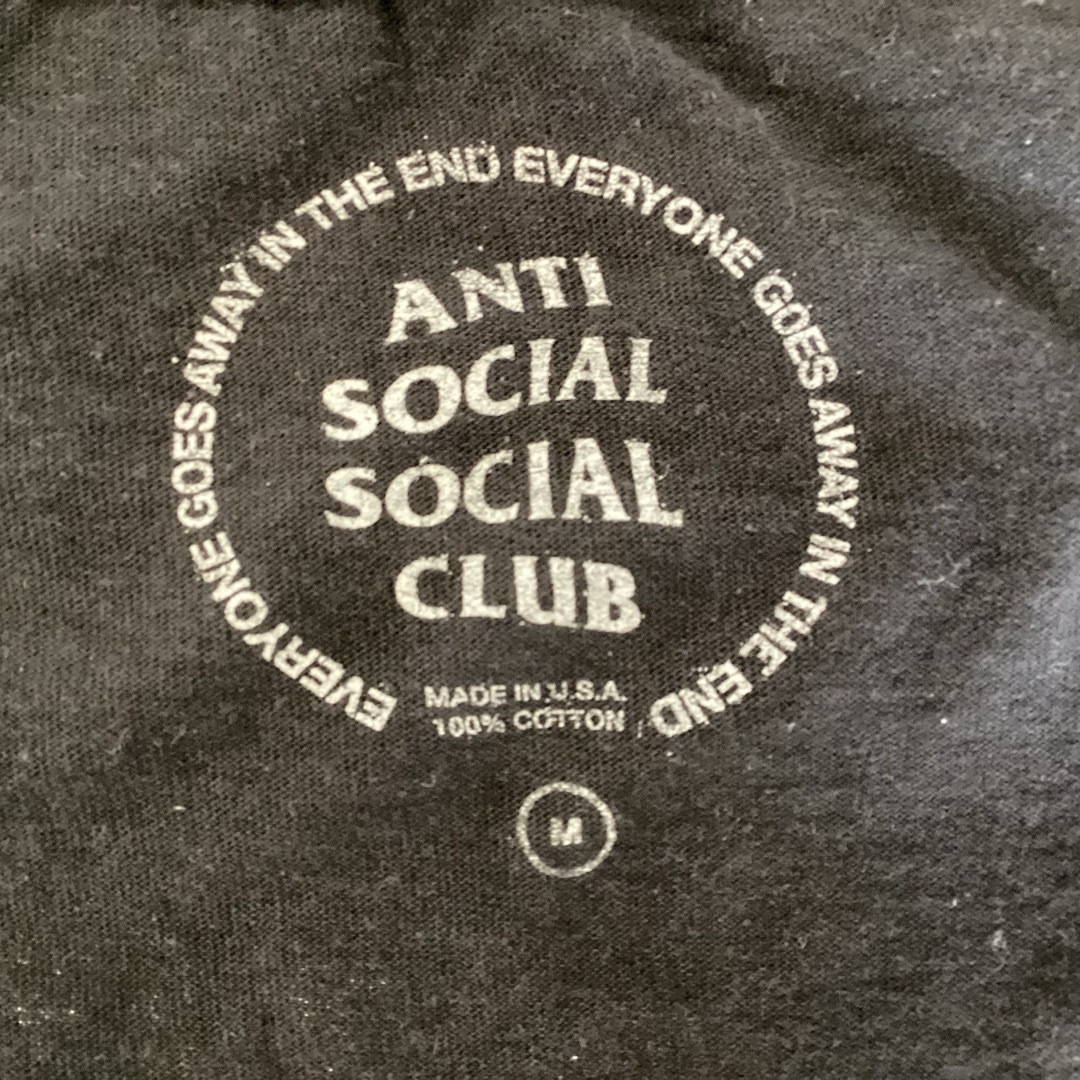 EVERYONE GOES AWAY IN THE END EVERYONE GOES AWAY IN THE END
ANTI
SOCIAL
SOCIAL
CLUB
MADE IN U.S.A.
100% COTTON
M